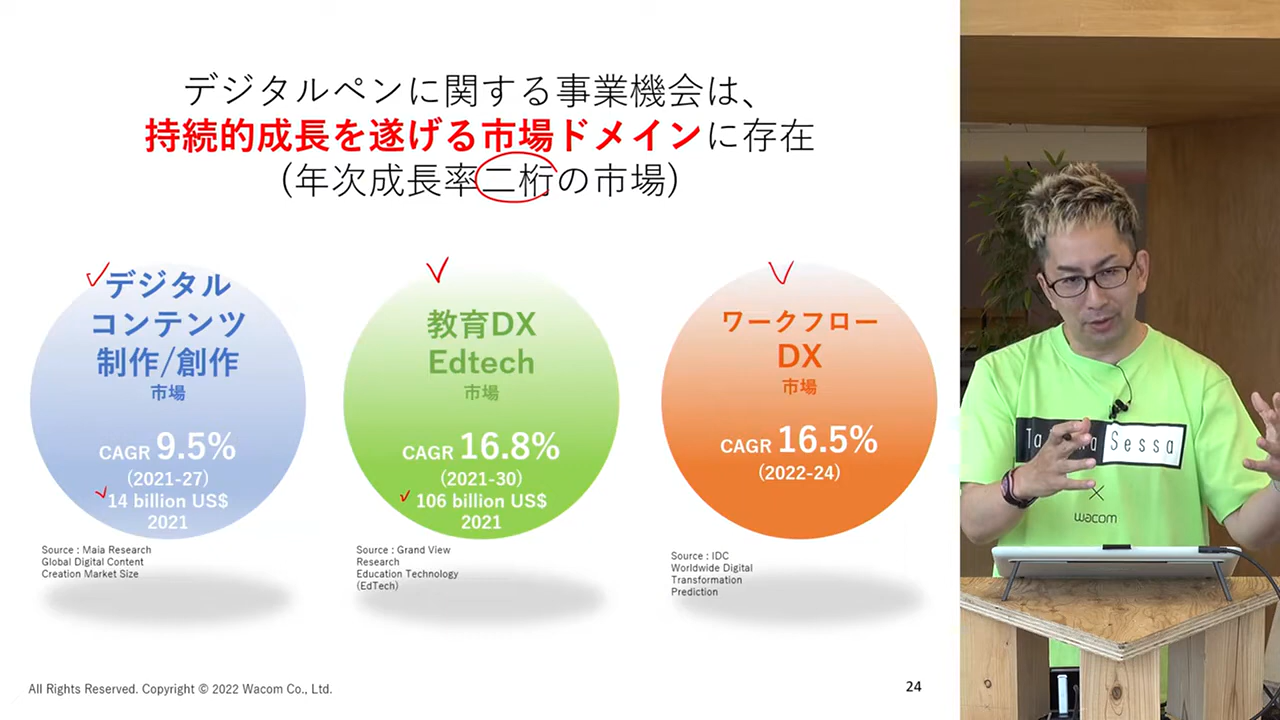 デジタルペンに関する事業機会は、
持続的成長を遂げる市場ドメインに存在
(年次成長率二桁の市場)
デジタル
コンテンツ
制作/創作
市場
CAGR 9.5%
(2021-27)
14 billion US$
2021
Source : Maia Research
Global Digital Content
Creation Market Size
教育DX
Edtech
市場
CAGR 16.8%
(2021-30)
106 billion US$
2021
Source : Grand View
Research
Education Technology
(EdTech)
ワークフロー
DX
市場
CAGR 16.5%
(2022-24)
Source : IDC
Worldwide Digital
Transformation
Prediction
All Rights Reserved. Copyright © 2022 Wacom Co., Ltd.
24
Sessa
×
wacom